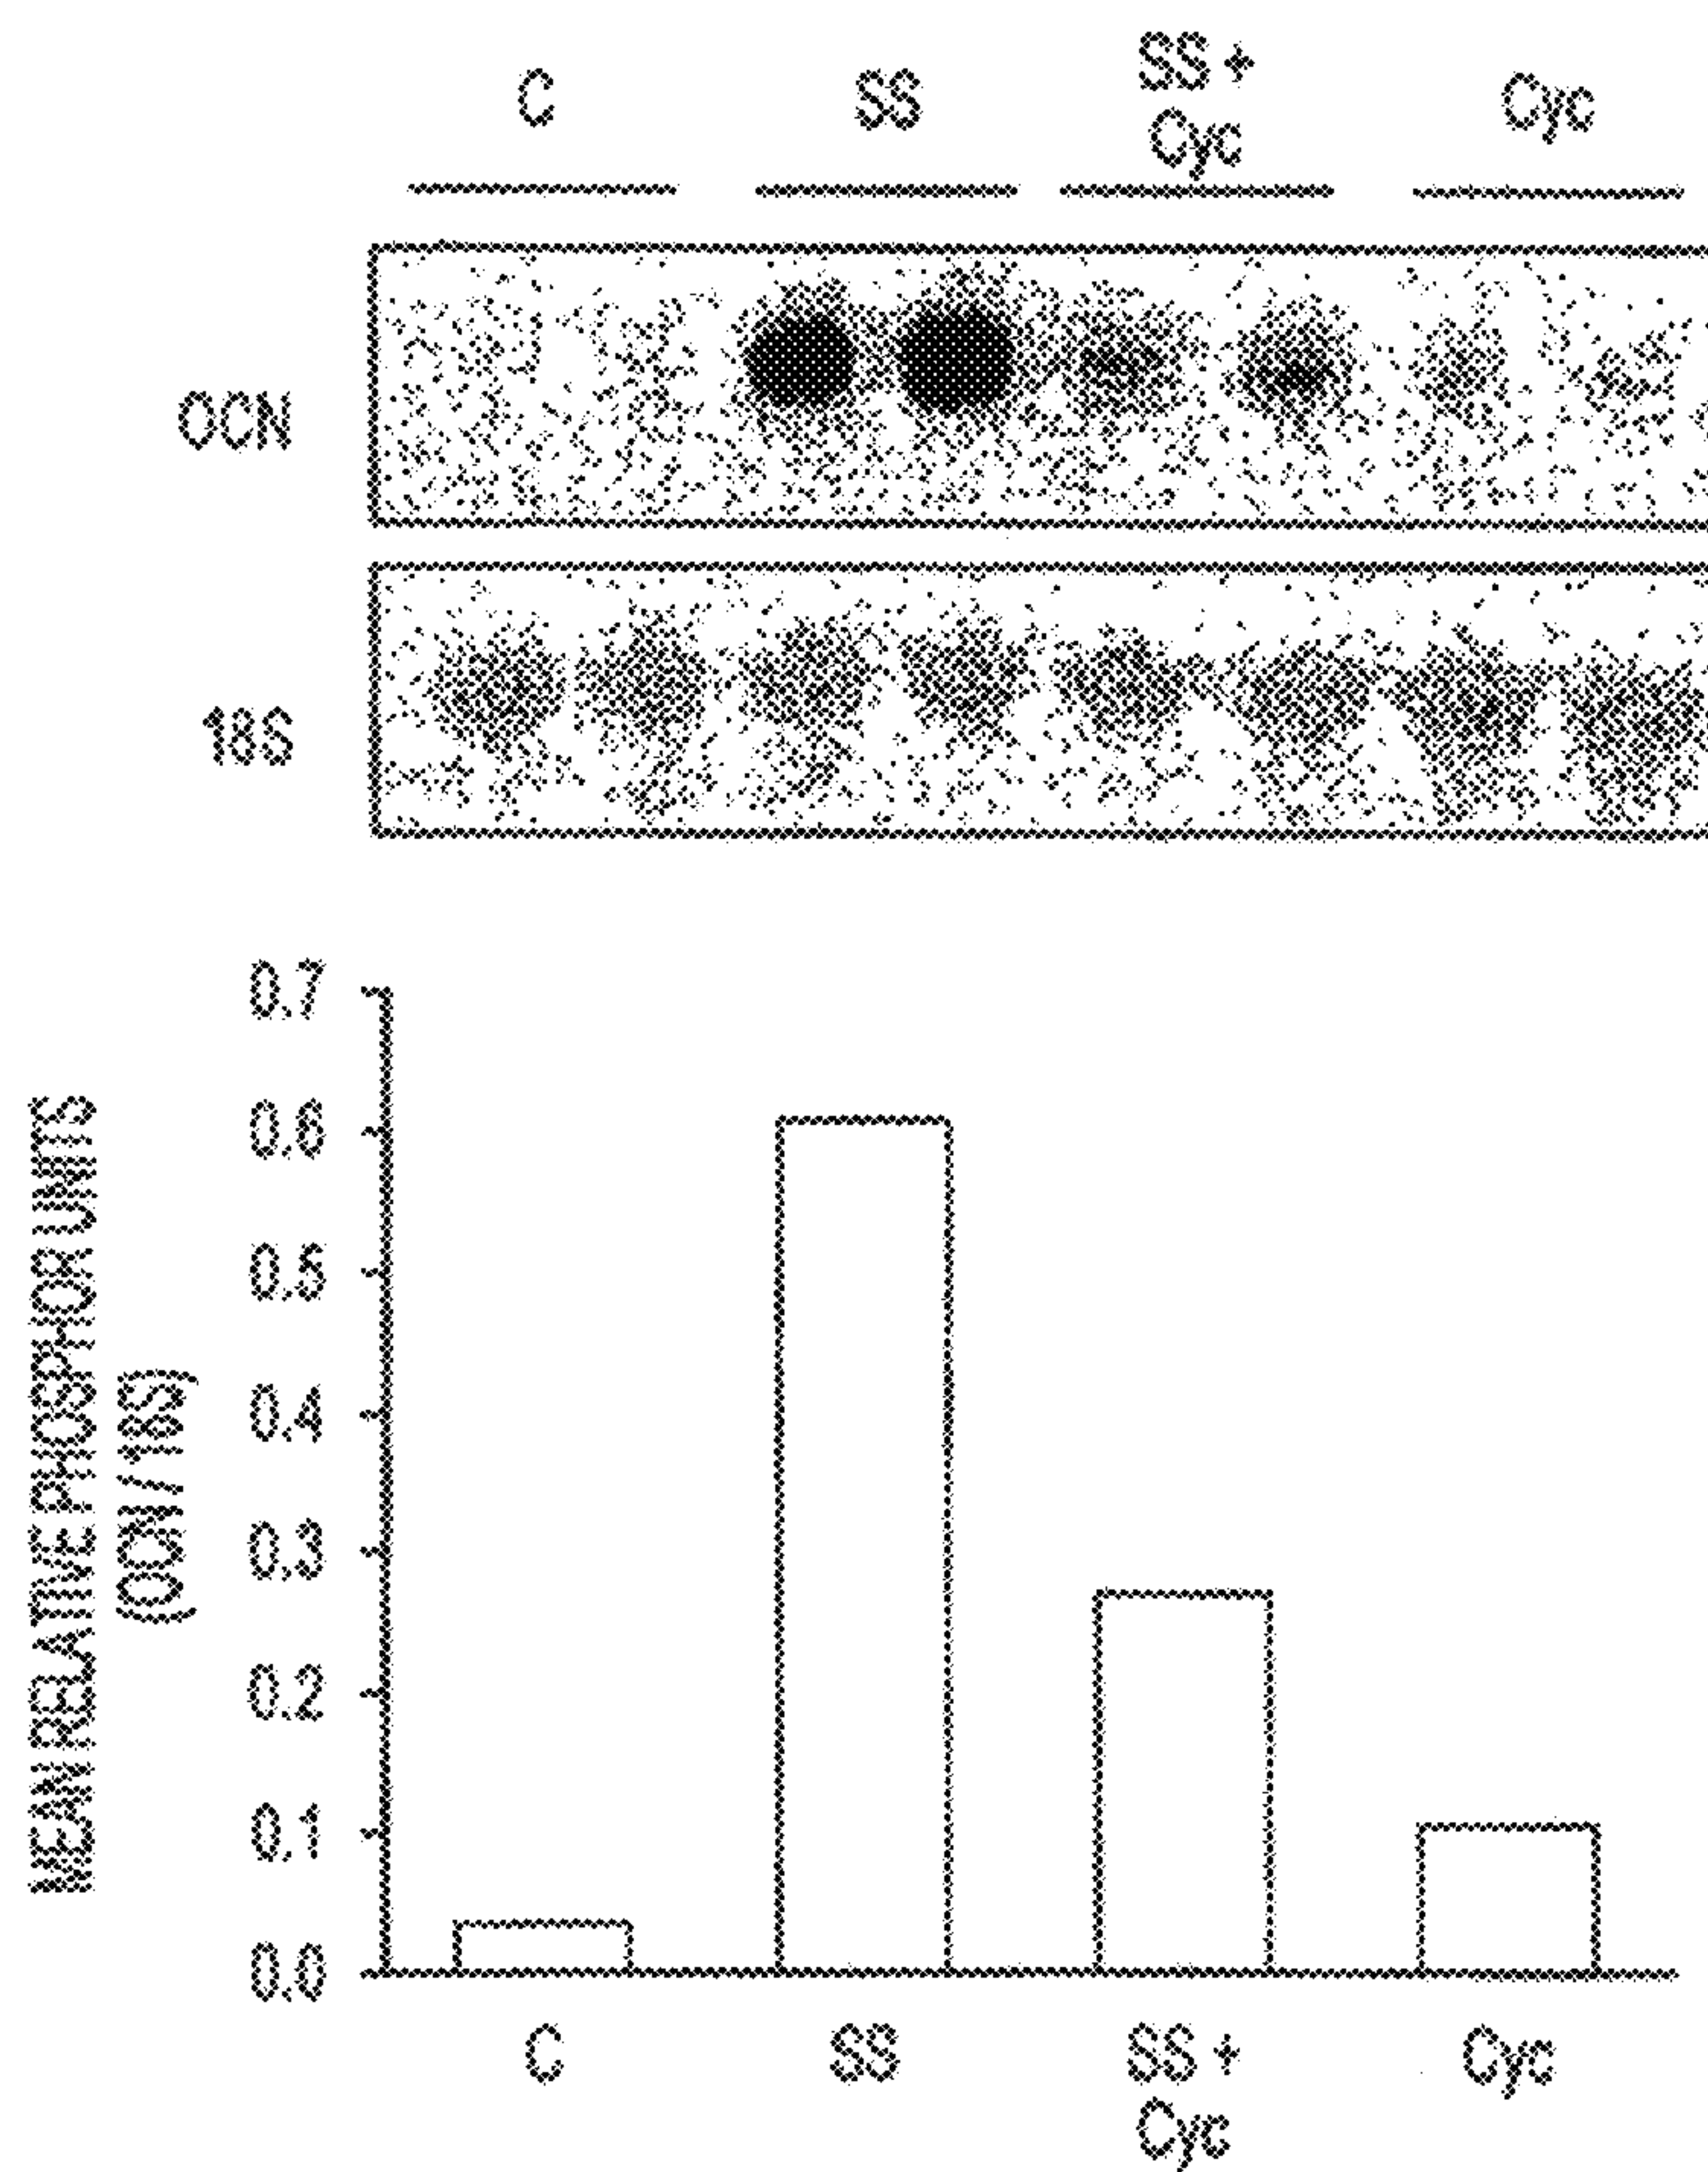 C SS SS + Cyc Cyc
OCN
18S
MEAN RELATIVE PHOSPHOR UNITS
(OCN / 18S)
0.7
0.6
0.5
0.4
0.3
0.2
0.1
0.0
C SS SS + Cyc Cyc